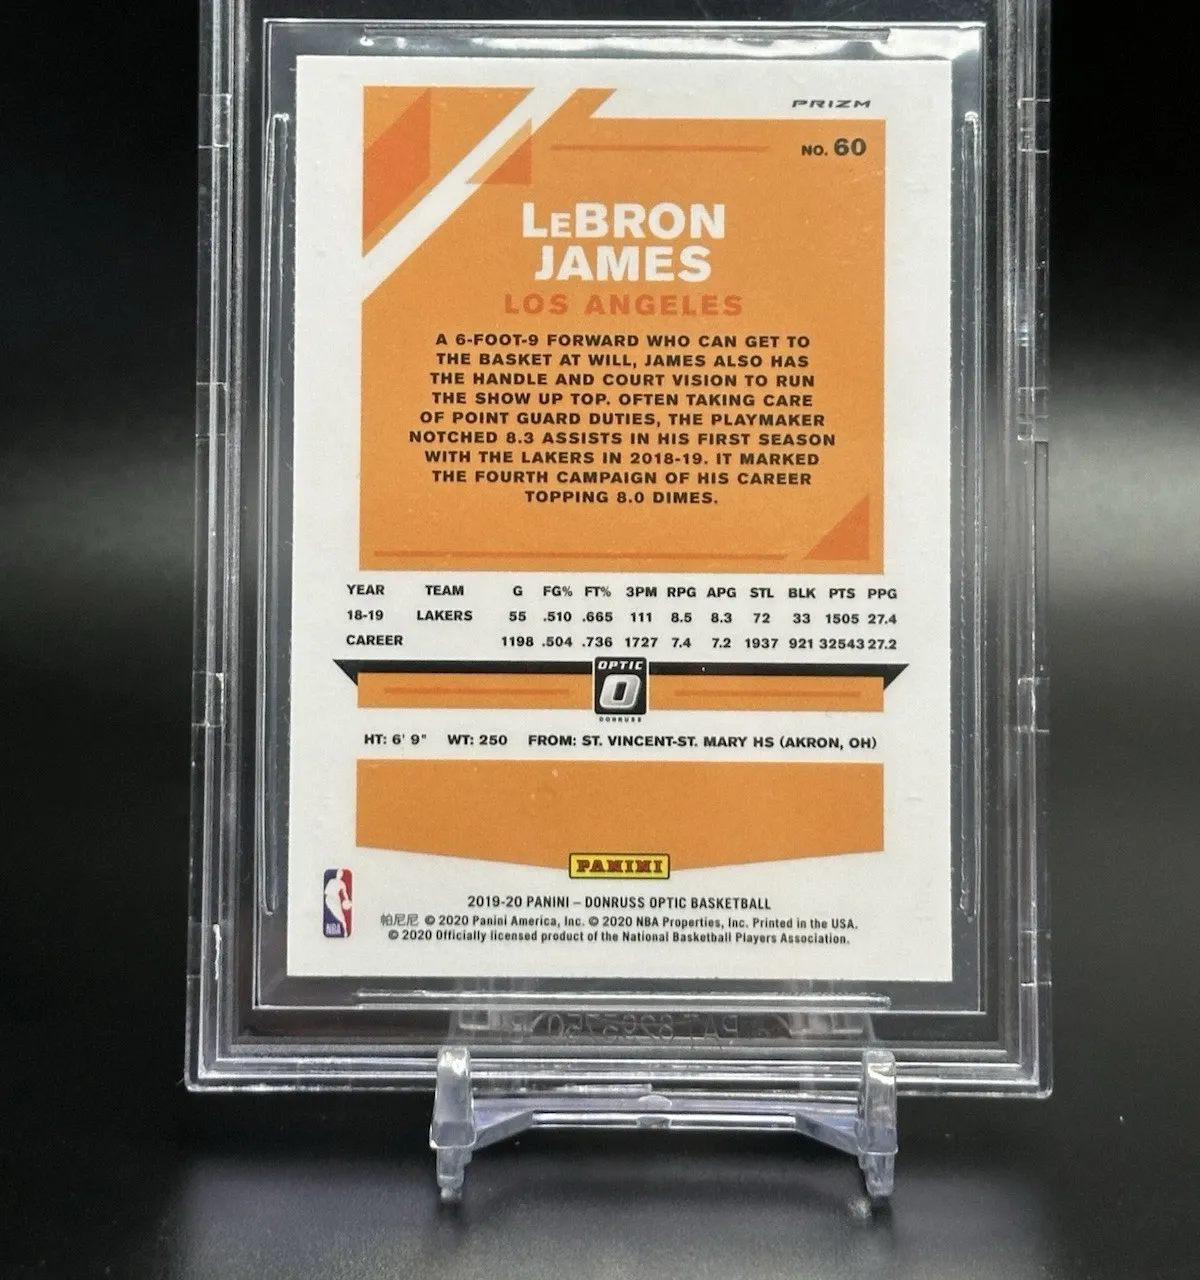 PRIZM
NO. 60
LeBRON
JAMES
LOS ANGELES
A 6-FOOT-9 FORWARD WHO CAN GET TO
THE BASKET AT WILL, JAMES ALSO HAS
THE HANDLE AND COURT VISION TO RUN
THE SHOW UP TOP. OFTEN TAKING CARE
OF POINT GUARD DUTIES, THE PLAYMAKER
NOTCHED 8.3 ASSISTS IN HIS FIRST SEASON
WITH THE LAKERS IN 2018-19. IT MARKED
THE FOURTH CAMPAIGN OF HIS CAREER
TOPPING 8.0 DIMES.
YEAR TEAM G FG% FT% 3PM RPG APG STL BLK PTS PPG
18-19 LAKERS 55 .510 .665 111 8.5 8.3 72 33 1505 27.4
CAREER 1198 .504 .736 1727 7.4 7.2 1937 921 32543 27.2
OPTIC
O
DONRUSS
HT: 6' 9" WT: 250 FROM: ST. VINCENT-ST. MARY HS (AKRON, OH)
PANINI
NBA
2019-20 PANINI – DONRUSS OPTIC BASKETBALL
帕尼尼 © 2020 Panini America, Inc. © 2020 NBA Properties, Inc. Printed in the USA.
© 2020 Officially licensed product of the National Basketball Players Association.